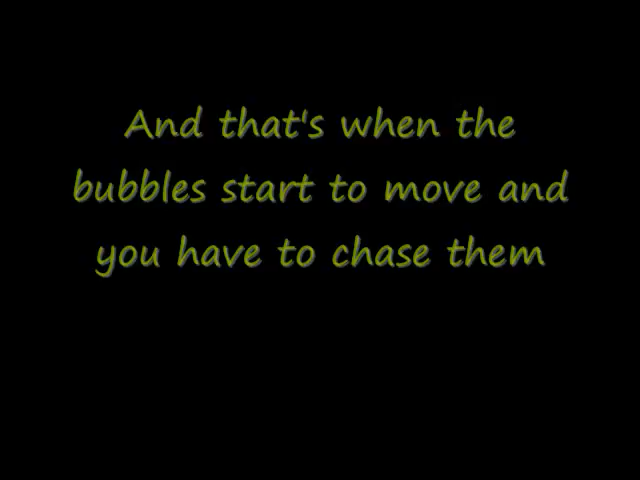 And that's when the
bubbles start to move and
you have to chase them